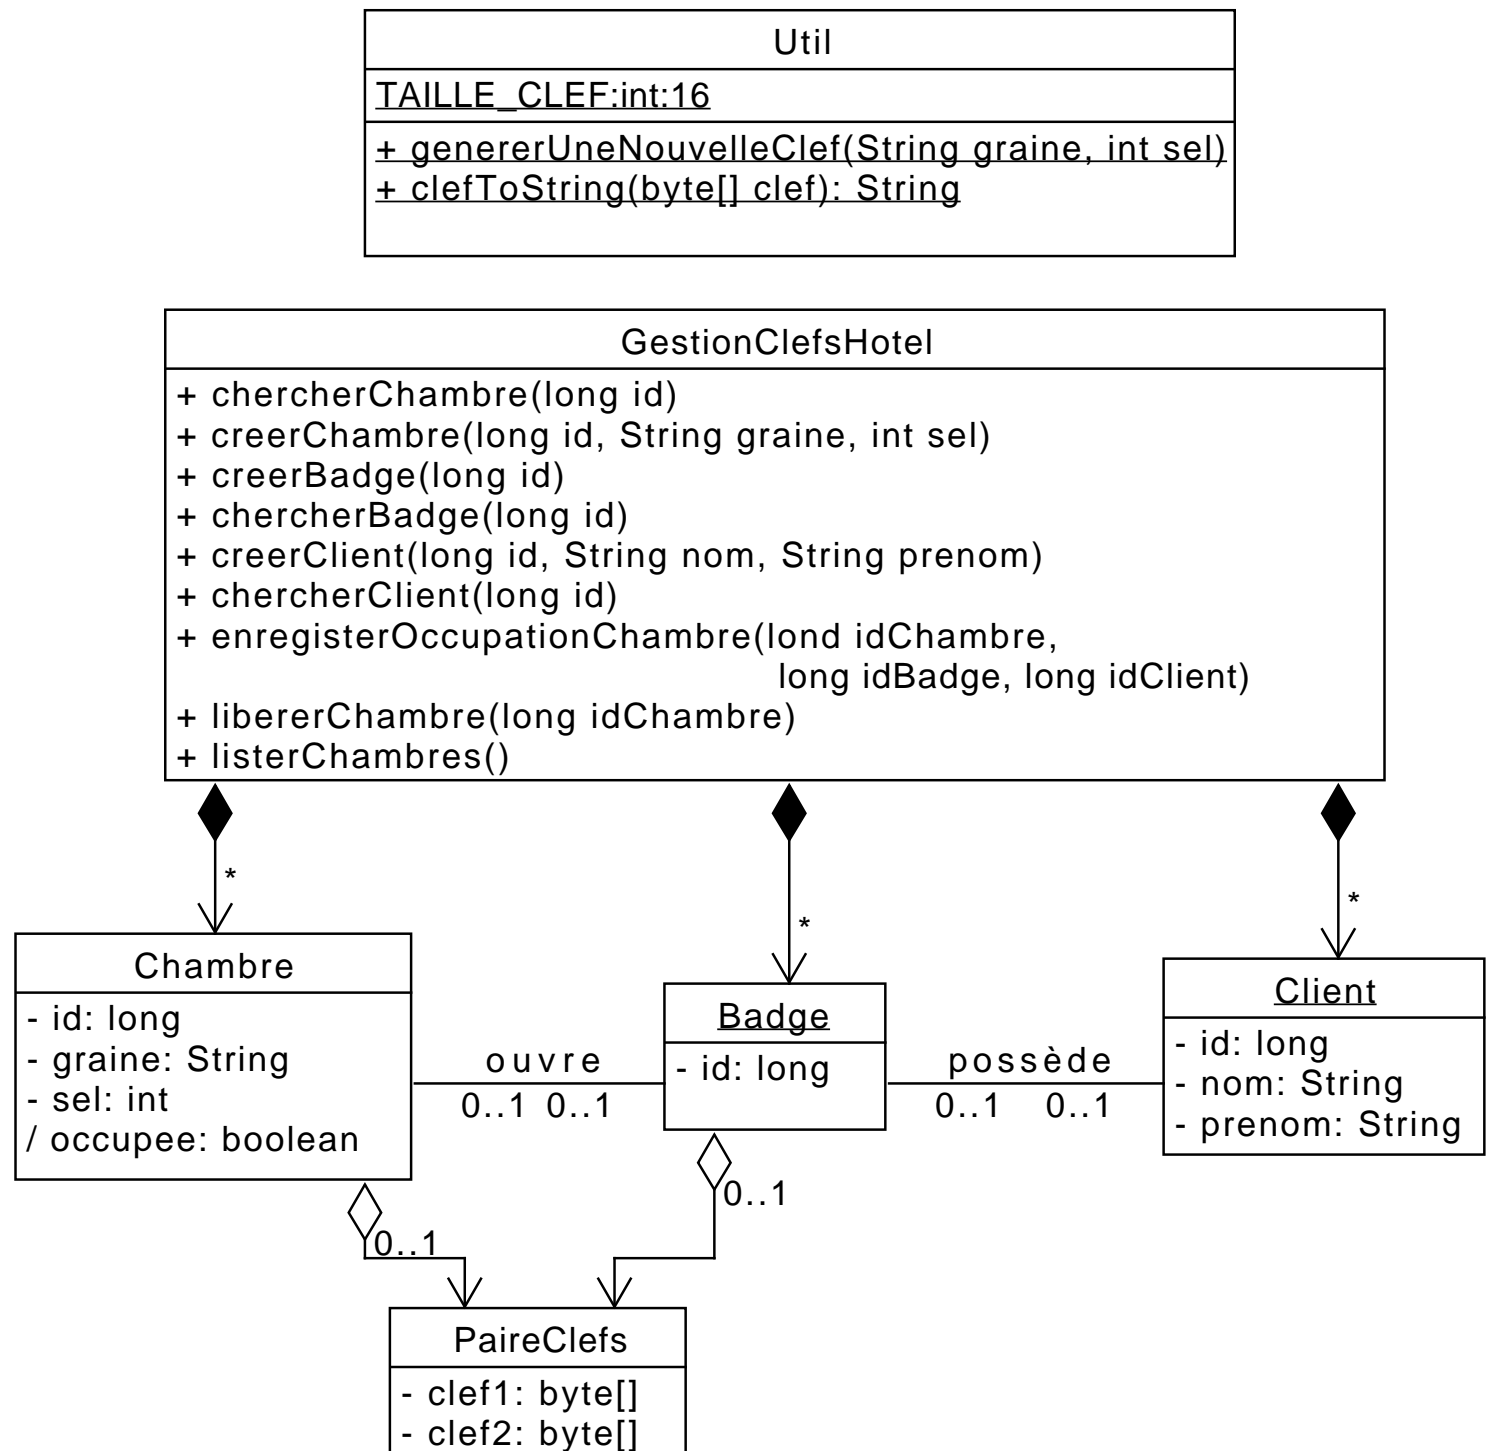 Util
TAILLE_CLEF:int:16
+ genererUneNouvelleClef(String graine, int sel)
+ clefToString(byte[] clef): String
GestionClefsHotel
+ chercherChambre(long id)
+ creerChambre(long id, String graine, int sel)
+ creerBadge(long id)
+ chercherBadge(long id)
+ creerClient(long id, String nom, String prenom)
+ chercherClient(long id)
+ enregisterOccupationChambre(lond idChambre,
long idBadge, long idClient)
+ libererChambre(long idChambre)
+ listerChambres()
*
*
*
Chambre
- id: long
- graine: String
- sel: int
/ occupee: boolean
ouvre
0..1 0..1
Badge
- id: long
possède
0..1 0..1
Client
- id: long
- nom: String
- prenom: String
0..1
0..1
PaireClefs
- clef1: byte[]
- clef2: byte[]